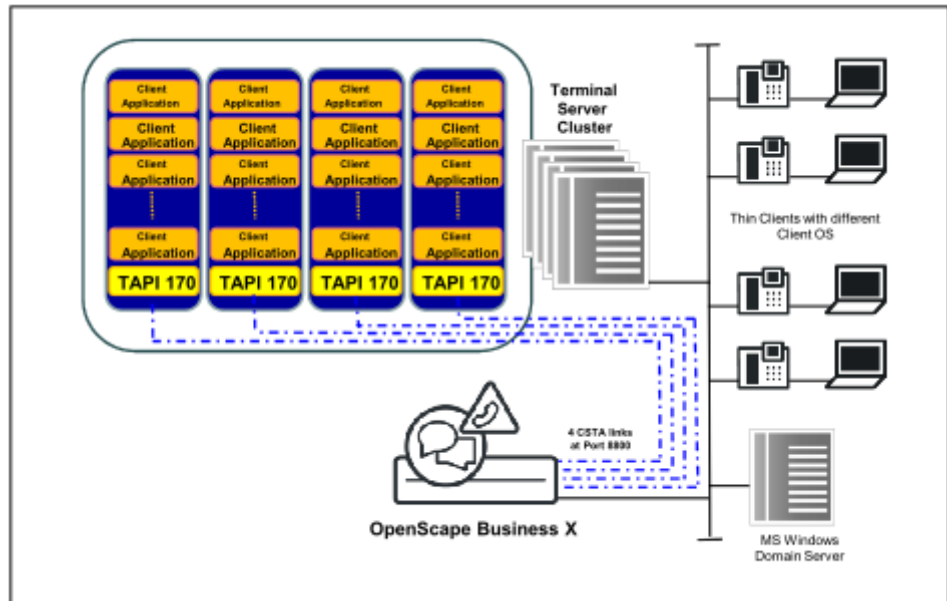 Client
Application
Client
Application
Client
Application
Client
Application
TAPI 170
Client
Application
Client
Application
Client
Application
Client
Application
TAPI 170
Client
Application
Client
Application
Client
Application
Client
Application
TAPI 170
Client
Application
Client
Application
Client
Application
Client
Application
TAPI 170
Terminal
Server
Cluster
Thin Clients with different
Client OS
4 CSTA links
at Port 8800
OpenScape Business X
MS Windows
Domain Server